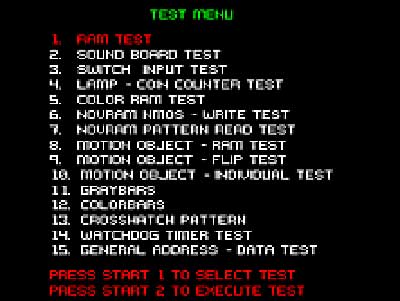 TEST MENU
1. RAM TEST
2. SOUND BOARD TEST
3. SWITCH INPUT TEST
4. LAMP - COIN COUNTER TEST
5. COLOR RAM TEST
6. NOVRAM NMOS - WRITE TEST
7. NOVRAM PATTERN READ TEST
8. MOTION OBJECT - RAM TEST
9. MOTION OBJECT - FLIP TEST
10. MOTION OBJECT - INDIVIDUAL TEST
11. GRAYBARS
12. COLORBARS
13. CROSSHATCH PATTERN
14. WATCHDOG TIMER TEST
15. GENERAL ADDRESS - DATA TEST
PRESS START 1 TO SELECT TEST
PRESS START 2 TO EXECUTE TEST